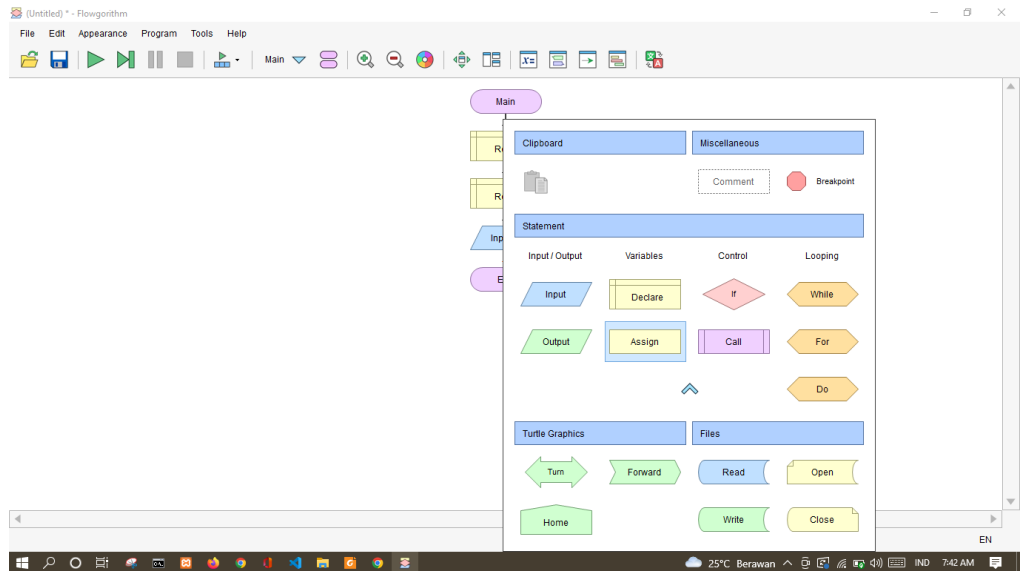 (Untitled) * - Flowgorithm
File Edit Appearance Program Tools Help
Main
Main
Clipboard Miscellaneous
Comment Breakpoint
Statement
Input / Output Variables Control Looping
Inp
Input Declare If While
E
Output Assign Call For
Do
Turtle Graphics Files
Turn Forward Read Open
Home Write Close
EN
25°C Berawan IND 7:42 AM